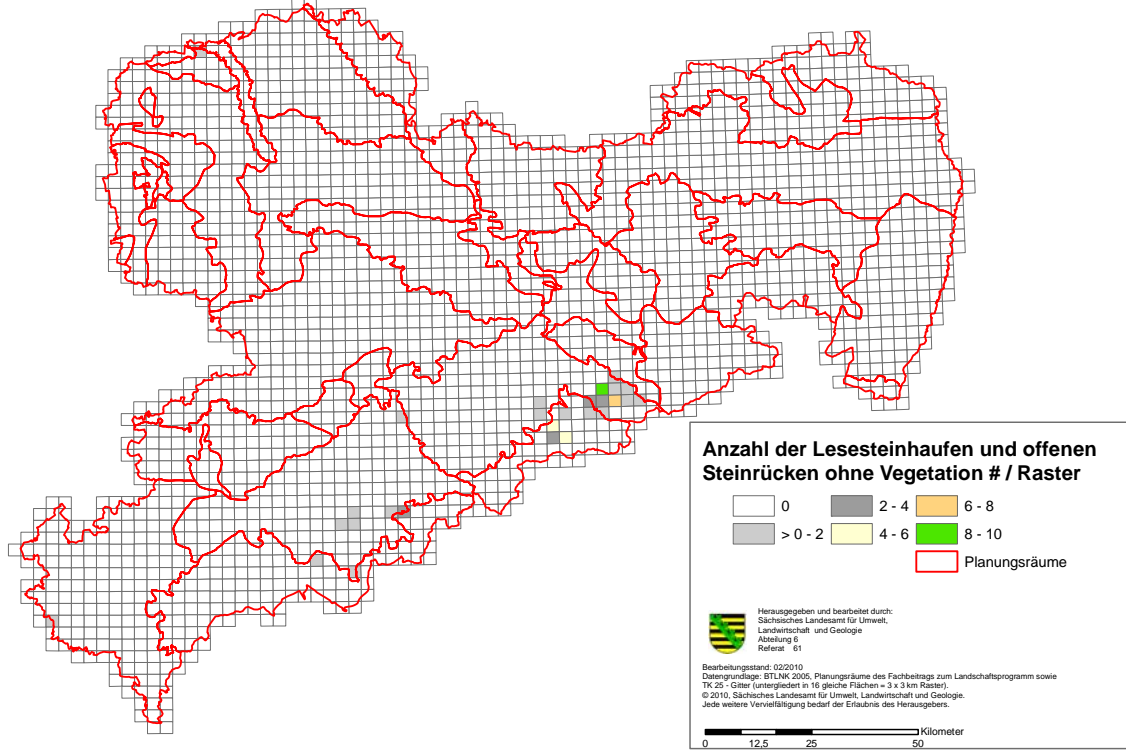 Anzahl der Lesesteinhaufen und offenen
Steinrücken ohne Vegetation # / Raster
0 2 - 4 6 - 8
> 0 - 2 4 - 6 8 - 10
Planungsräume
Herausgegeben und bearbeitet durch:
Sächsisches Landesamt für Umwelt,
Landwirtschaft und Geologie
Abteilung 6
Referat 61
Bearbeitungsstand: 02/2010
Datengrundlage: BTLNK 2005, Planungsräume des Fachbeitrags zum Landschaftsprogramm sowie
TK 25 - Gitter (untergliedert in 16 gleiche Flächen = 3 x 3 km Raster).
© 2010, Sächsisches Landesamt für Umwelt, Landwirtschaft und Geologie.
Jede weitere Vervielfältigung bedarf der Erlaubnis des Herausgebers.
Kilometer
0 12,5 25 50